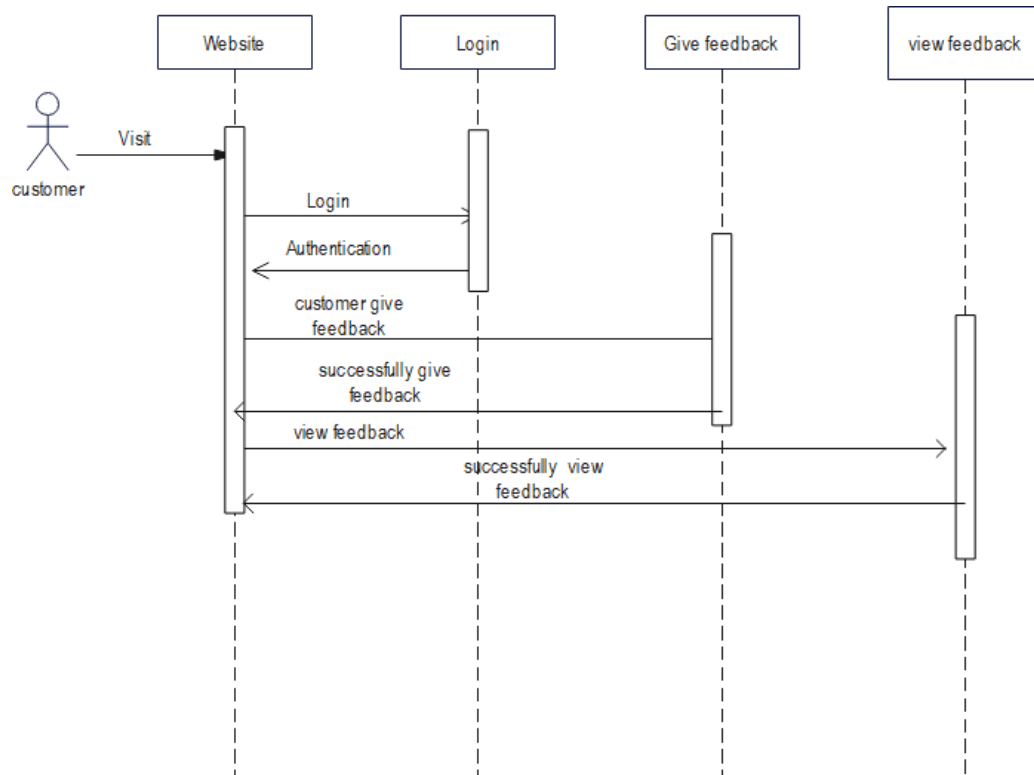 Website
Login
Give feedback
view feedback
Visit
customer
Login
Authentication
customer give
feedback
successfully give
feedback
view feedback
successfully view
feedback